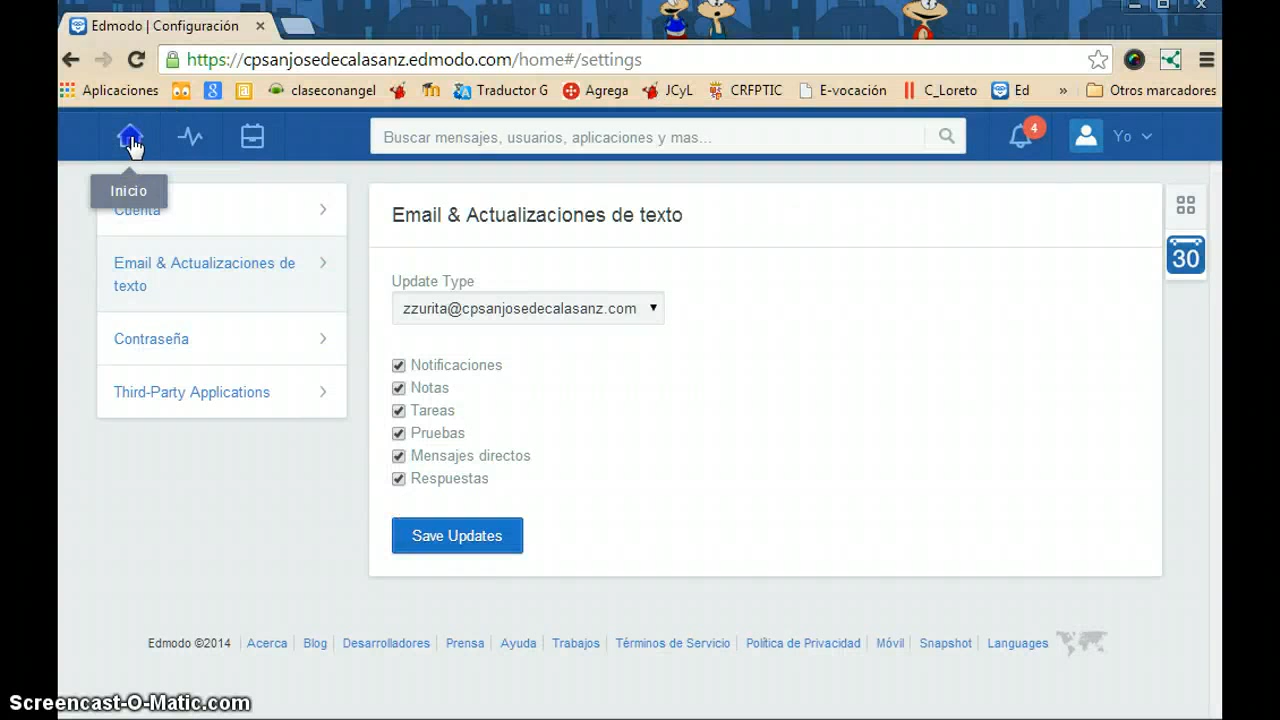 Edmodo | Configuración
https://cpsanjosedecalasanz.edmodo.com/home#/settings
Aplicaciones claseconangel Traductor G Agrega JCyL CRFPTIC E-vocación C_Loreto Ed » Otros marcadores
Buscar mensajes, usuarios, aplicaciones y mas... 4 Yo
Inicio
Cuenta
Email & Actualizaciones de
texto
Contraseña
Third-Party Applications
Email & Actualizaciones de texto
30
Update Type
zzurita@cpsanjosedecalasanz.com
Notificaciones
Notas
Tareas
Pruebas
Mensajes directos
Respuestas
Save Updates
Edmodo ©2014 Acerca Blog Desarrolladores Prensa Ayuda Trabajos Términos de Servicio Política de Privacidad Móvil Snapshot Languages
Screencast-O-Matic.com